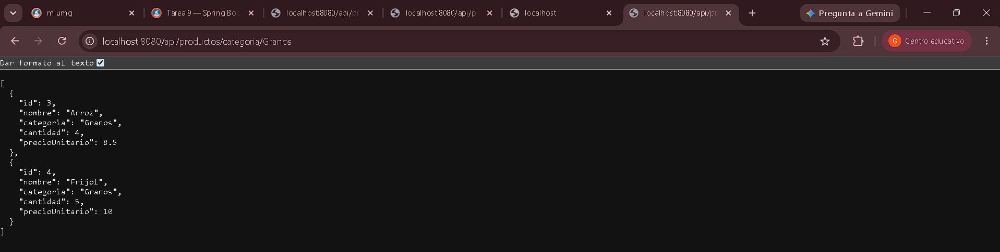 miumg
Tarea 9 — Spring Boo
localhost:8080/api/pr
localhost:8080/api/pr
localhost
localhost:8080/api/pr
Pregunta a Gemini
localhost:8080/api/productos/categoria/Granos
G
Centro educativo
Dar formato al texto
[
  {
    "id": 3,
    "nombre": "Arroz",
    "categoria": "Granos",
    "cantidad": 4,
    "precioUnitario": 8.5
  },
  {
    "id": 4,
    "nombre": "Frijol",
    "categoria": "Granos",
    "cantidad": 5,
    "precioUnitario": 10
  }
]